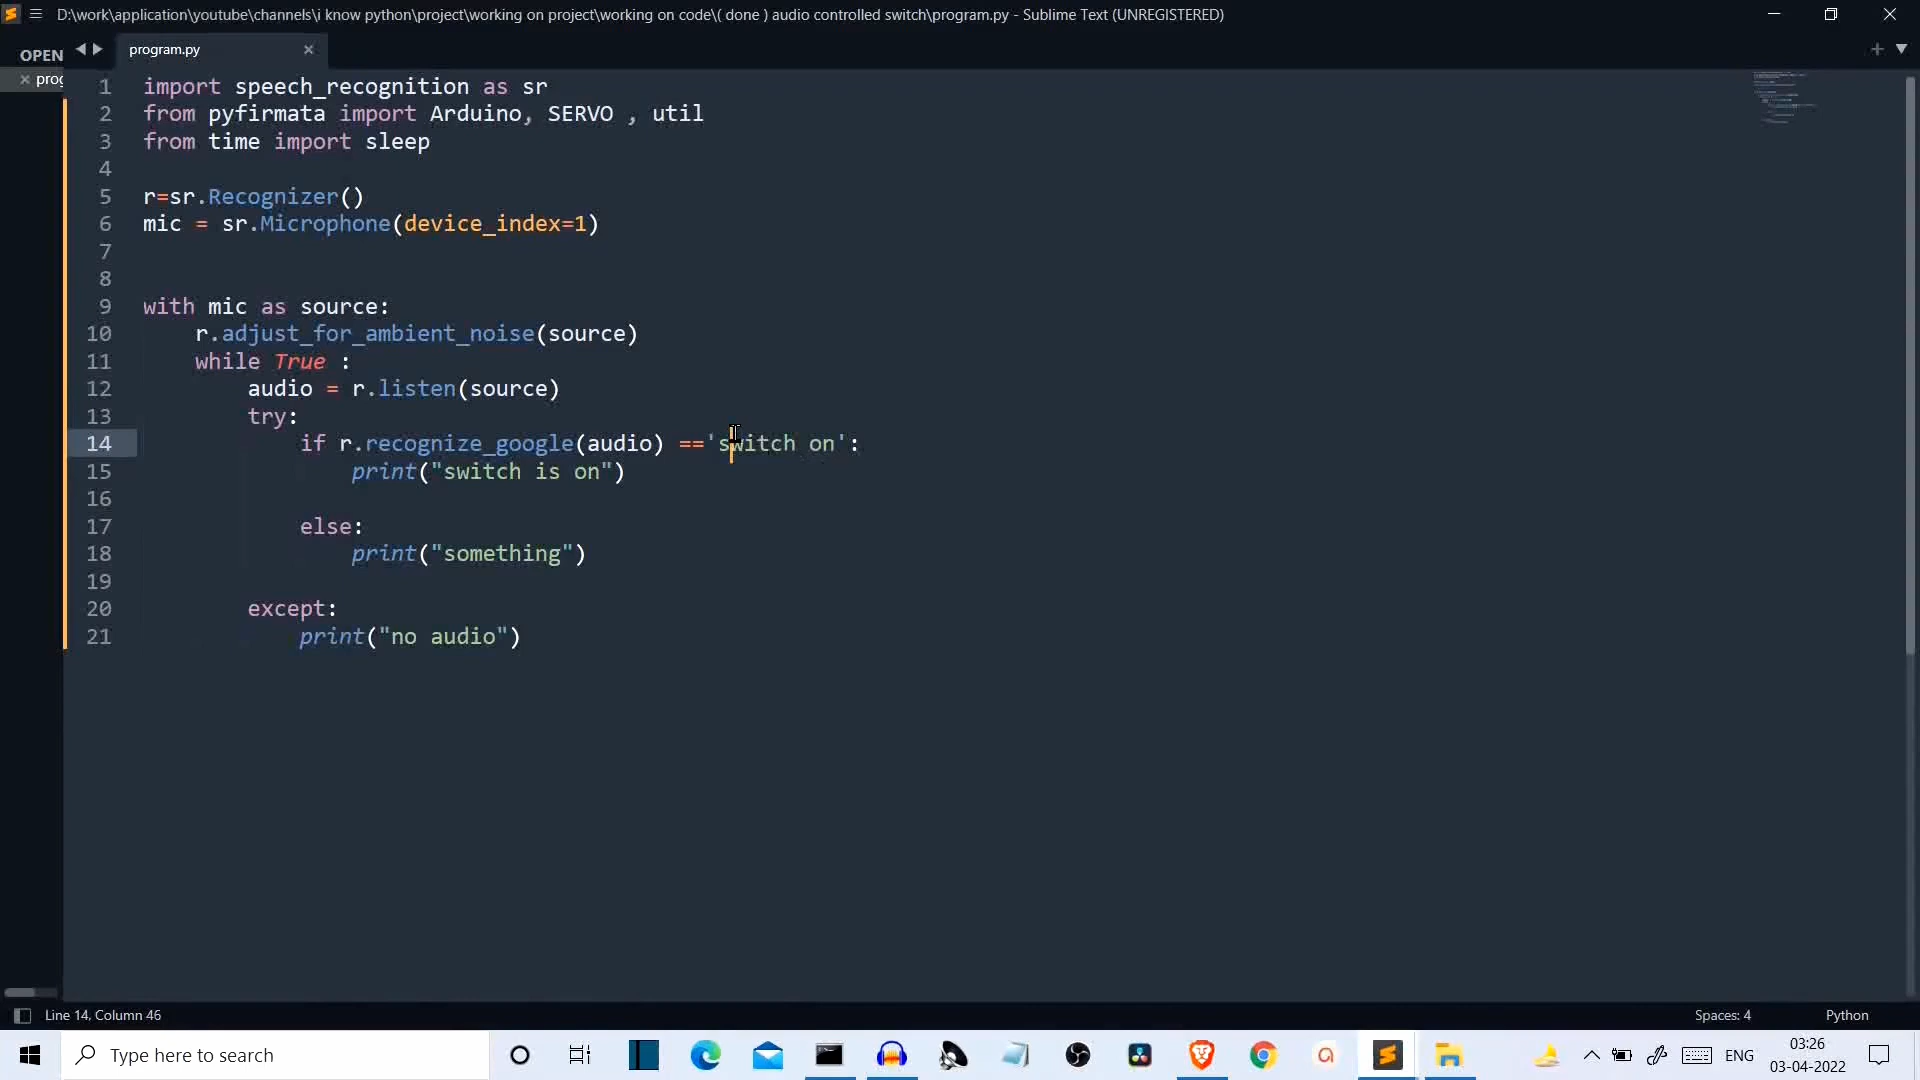 D:\work\application\youtube\channels\i know python\project\working on project\working on code\( done ) audio controlled switch\program.py - Sublime Text (UNREGISTERED)
OPEN
program.py
prog
1 import speech_recognition as sr
2 from pyfirmata import Arduino, SERVO , util
3 from time import sleep
4
5 r=sr.Recognizer()
6 mic = sr.Microphone(device_index=1)
7
8
9 with mic as source:
10 r.adjust_for_ambient_noise(source)
11 while True :
12 audio = r.listen(source)
13 try:
14 if r.recognize_google(audio) =='switch on':
15 print("switch is on")
16
17 else:
18 print("something")
19
20 except:
21 print("no audio")
Line 14, Column 46
Spaces: 4
Python
Type here to search
ENG
03:26
03-04-2022